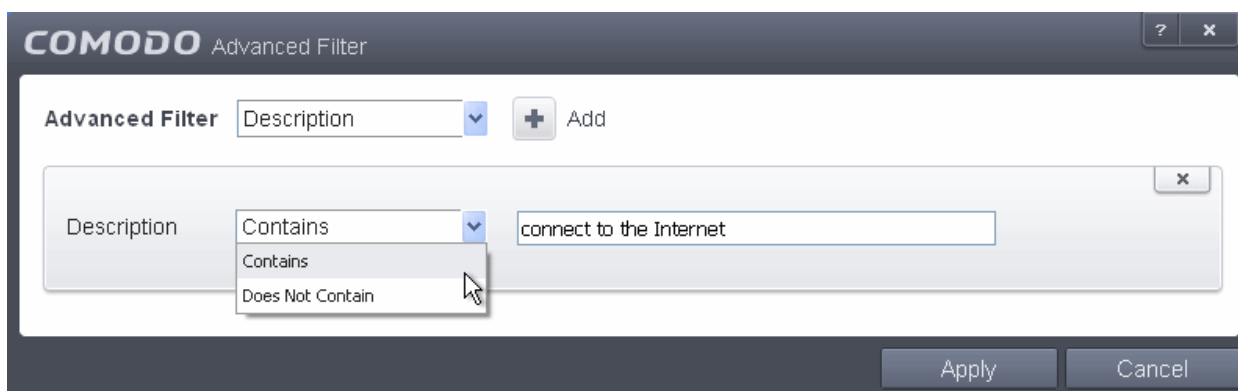 COMODO Advanced Filter ? x
Advanced Filter Description + Add
x
Description Contains connect to the Internet
Contains
Does Not Contain
Apply Cancel